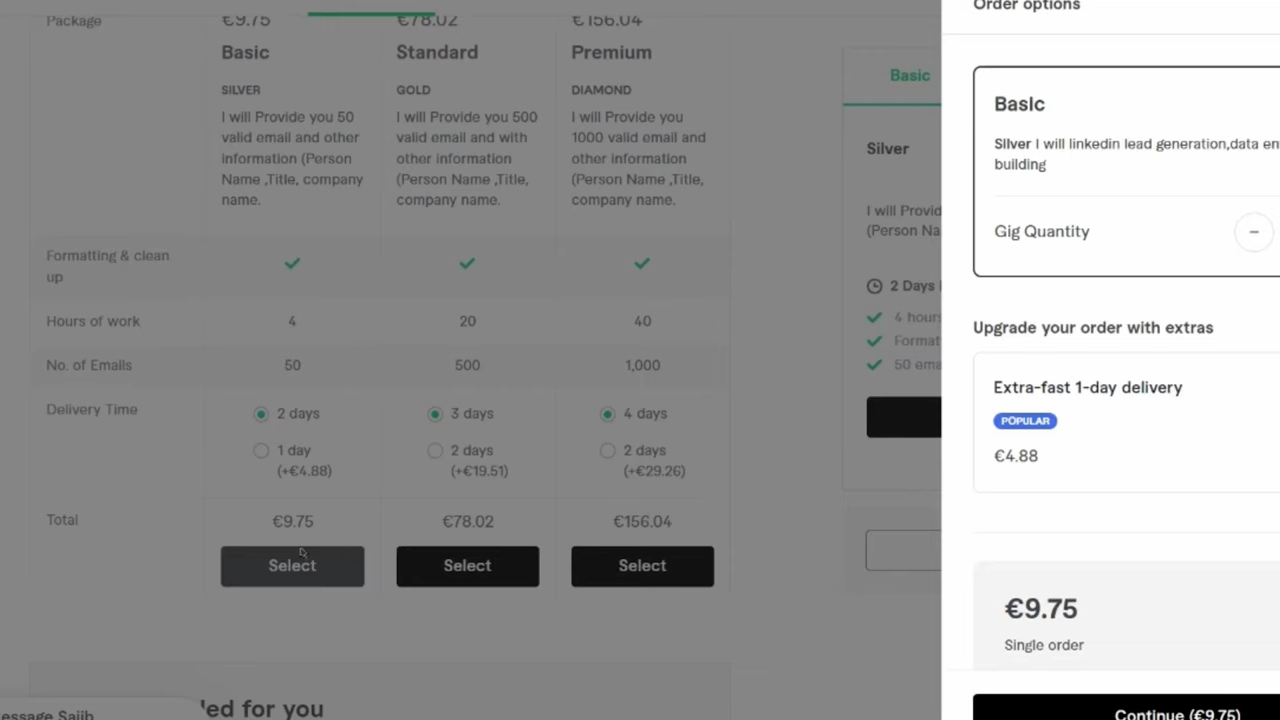 Package
€9.75
€78.02
€156.04
Basic
Standard
Premium
SILVER
GOLD
DIAMOND
I will Provide you 50
valid email and other
information (Person
Name ,Title, company
name.
I will Provide you 500
valid email and with
other information
(Person Name ,Title,
company name.
I will Provide you
1000 valid email and
other information
(Person Name ,Title,
company name.
Formatting & clean
up
Hours of work
4
20
40
No. of Emails
50
500
1,000
Delivery Time
2 days
3 days
4 days
1 day
(+€4.88)
2 days
(+€19.51)
2 days
(+€29.26)
Total
€9.75
€78.02
€156.04
Select
Select
Select
led for you
essage Sajib
Basic
Silver
I will Provid
(Person Na
2 Days
4 hours
Format
50 ema
Order options
Basic
Silver I will linkedin lead generation,data en
building
Gig Quantity
−
Upgrade your order with extras
Extra-fast 1-day delivery
POPULAR
€4.88
€9.75
Single order
Continue (€9.75)